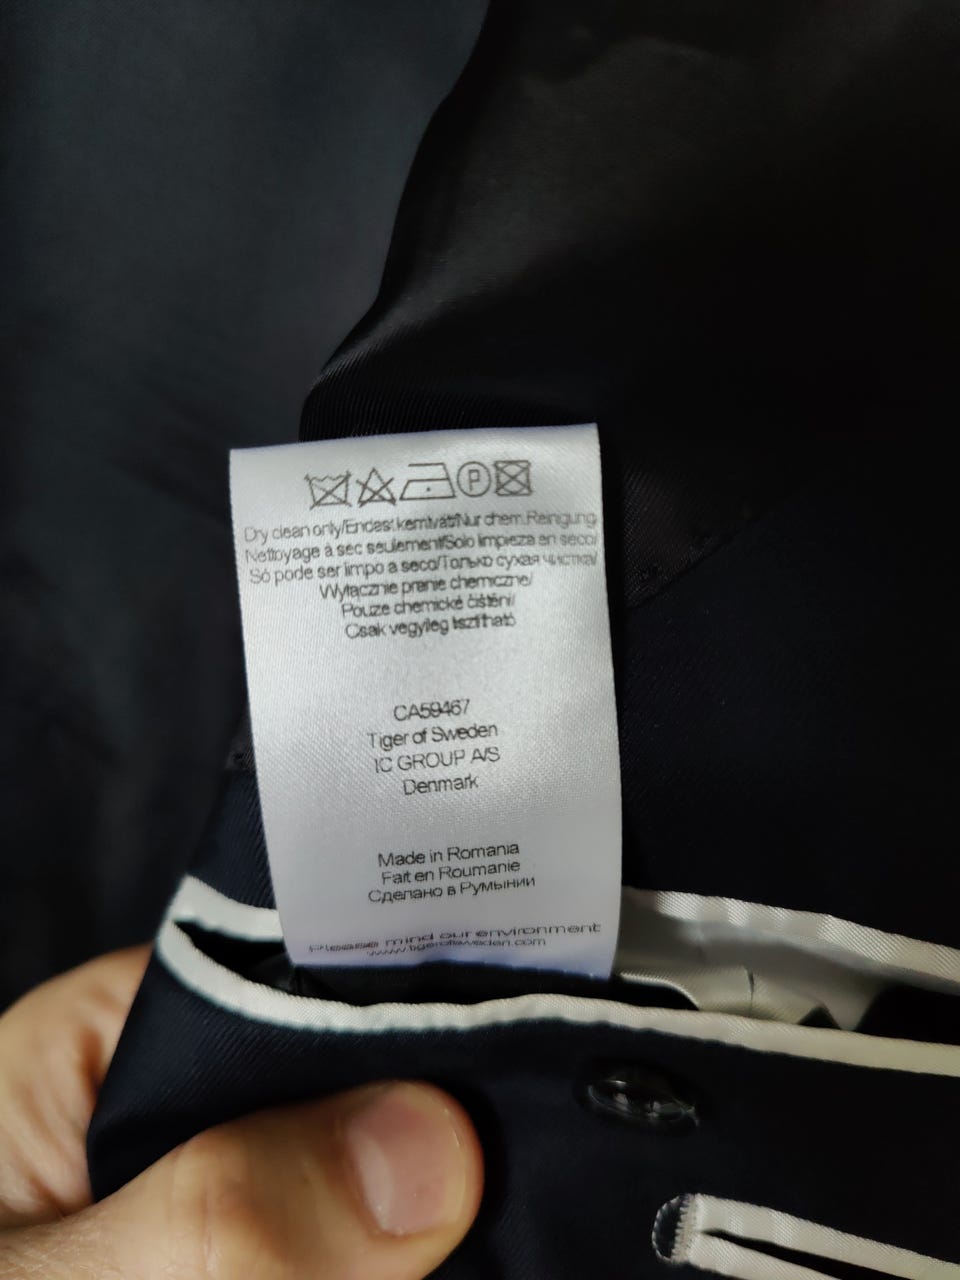 P
Dry clean only/Endast kemtvätt/Nur chem.Reinigung
Nettoyage à sec seulement/Solo limpieza en seco/
Só pode ser limpo a seco/Только сухая чистка/
Wyłącznie pranie chemiczne/
Pouze chemické čištění/
Csak vegyileg tisztítható
CA59467
Tiger of Sweden
IC GROUP A/S
Denmark
Made in Romania
Fait en Roumanie
Сделано в Румынии
Please mind our environment
www.tigerofsweden.com